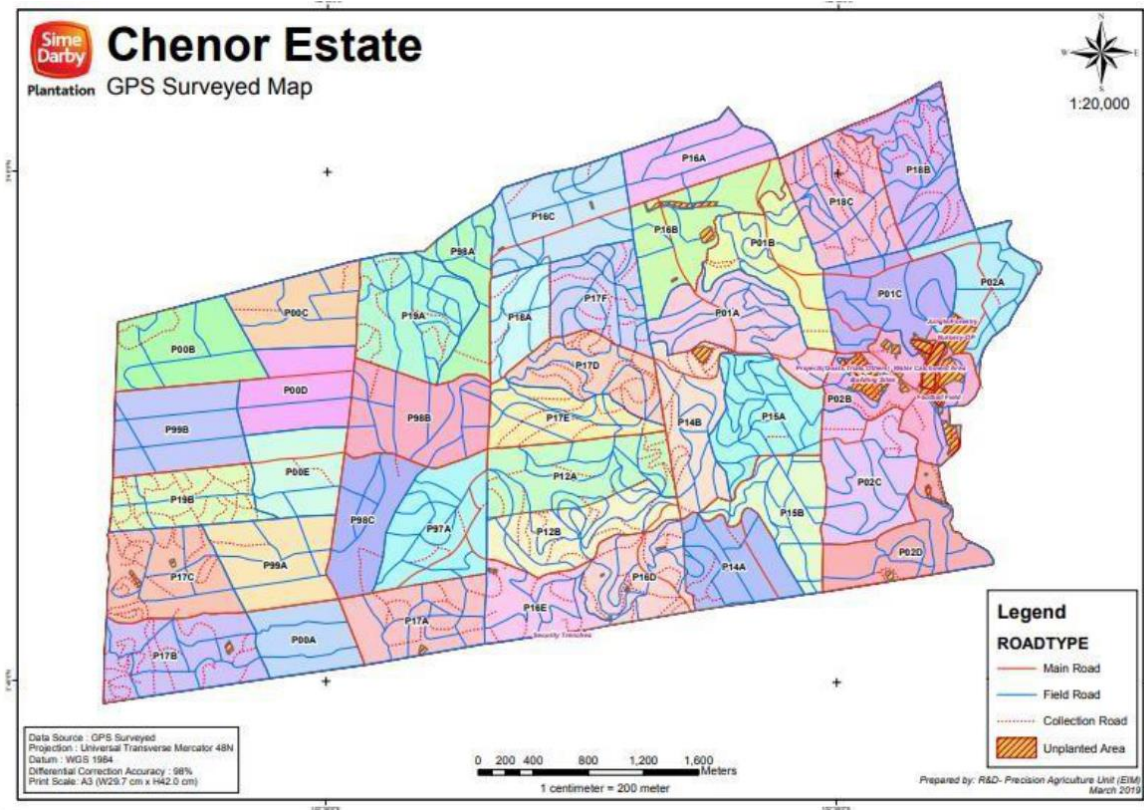 Sime
Darby
Plantation
Chenor Estate
GPS Surveyed Map
N
W
E
S
1:20,000
P16A
P18B
P18C
P16C
P16B
P01B
P98A
P02A
P01C
P17F
P00C
P19A
P18A
P01A
P00B
P17D
P00D
P02B
Building Sites
Football Field
P98B
P17E
P14B
P15A
P99B
P00E
P12A
P02C
P19B
P98C
P97A
P12B
P15B
P02D
P99A
P17C
P16D
P14A
P16E
P17A
Security Trenches
P00A
P17B
Legend
ROADTYPE
Main Road
Field Road
Collection Road
Unplanted Area
Data Source : GPS Surveyed
Projection : Universal Transverse Mercator 48N
Datum : WGS 1984
Differential Correction Accuracy : 98%
Print Scale: A3 (W29.7 cm x H42.0 cm)
0 200 400 800 1,200 1,600
Meters
1 centimeter = 200 meter
Prepared by: R&D- Precision Agriculture Unit (EIM)
March 2019